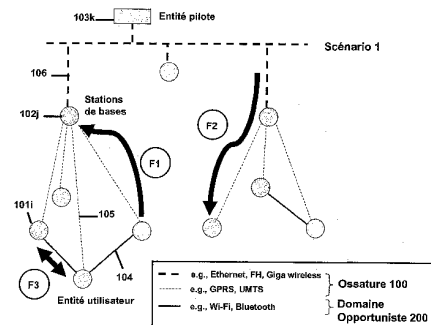 103k
Entité pilote
Scénario 1
106
Stations
de bases
102j
F1
F2
101i
105
104
F3
Entité utilisateur
e.g., Ethernet, FH, Giga wireless
e.g., GPRS, UMTS
Ossature 100
e.g., Wi-Fi, Bluetooth
Domaine
Opportuniste 200